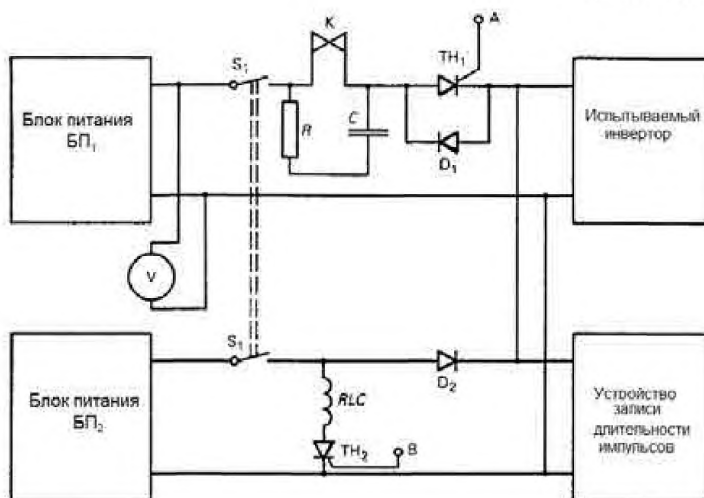 A
K
S₁
TH₁
Блок питания
БП₁
R
C
D₁
Испытываемый
инвертор
V
S₁
D₂
Блок питания
БП₂
RLC
TH₂
B
Устройство
записи
длительности
импульсов